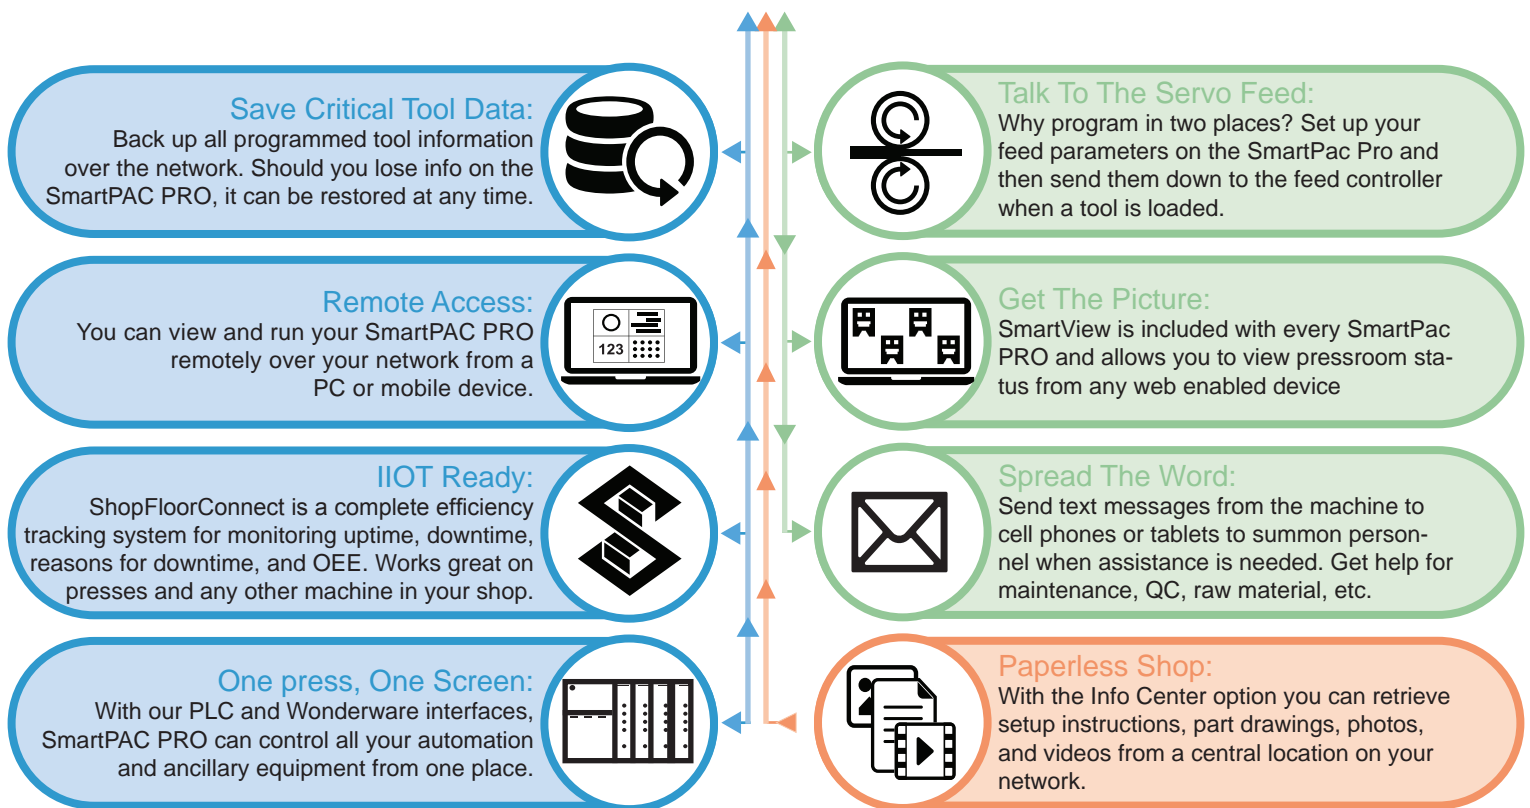 Save Critical Tool Data:
Back up all programmed tool information
over the network. Should you lose info on the
SmartPAC PRO, it can be restored at any time.
Remote Access:
You can view and run your SmartPAC PRO
remotely over your network from a
PC or mobile device.
123
IIOT Ready:
ShopFloorConnect is a complete efficiency
tracking system for monitoring uptime, downtime,
reasons for downtime, and OEE. Works great on
presses and any other machine in your shop.
One press, One Screen:
With our PLC and Wonderware interfaces,
SmartPAC PRO can control all your automation
and ancillary equipment from one place.
Talk To The Servo Feed:
Why program in two places? Set up your
feed parameters on the SmartPac Pro and
then send them down to the feed controller
when a tool is loaded.
Get The Picture:
SmartView is included with every SmartPac
PRO and allows you to view pressroom sta-
tus from any web enabled device
Spread The Word:
Send text messages from the machine to
cell phones or tablets to summon person-
nel when assistance is needed. Get help for
maintenance, QC, raw material, etc.
Paperless Shop:
With the Info Center option you can retrieve
setup instructions, part drawings, photos,
and videos from a central location on your
network.